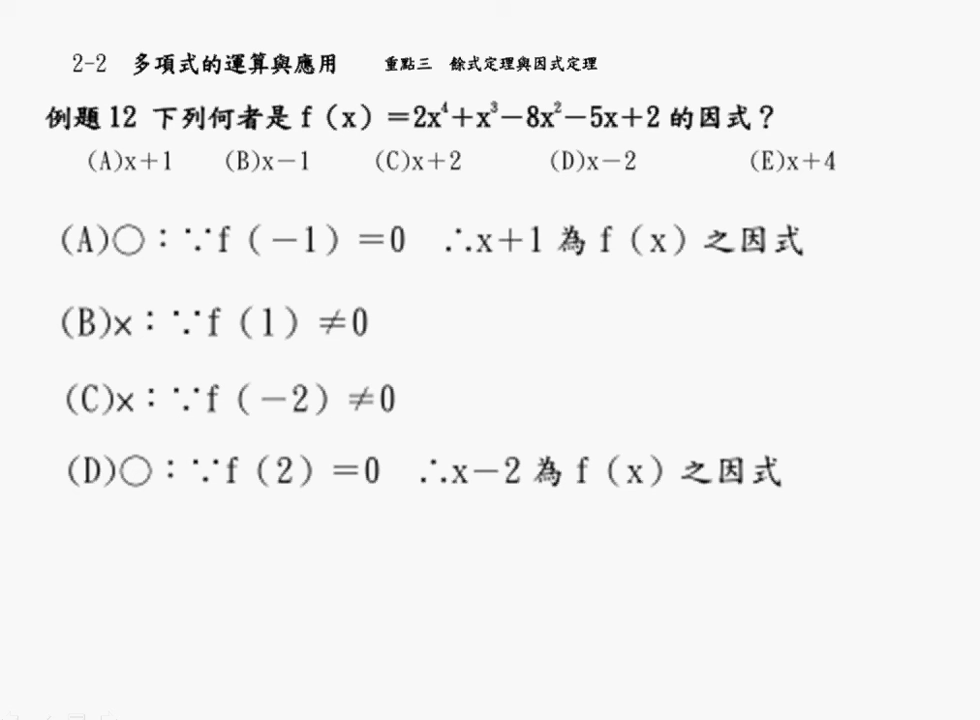 2-2 多項式的運算與應用 重點三 餘式定理與因式定理
例題12 下列何者是 f（x）＝2x⁴＋x³－8x²－5x＋2 的因式？
(A)x＋1 (B)x－1 (C)x＋2 (D)x－2 (E)x＋4
(A)○：∵f（－1）＝0 ∴x＋1 為 f（x）之因式
(B)x：∵f（1）≠0
(C)x：∵f（－2）≠0
(D)○：∵f（2）＝0 ∴x－2 為 f（x）之因式